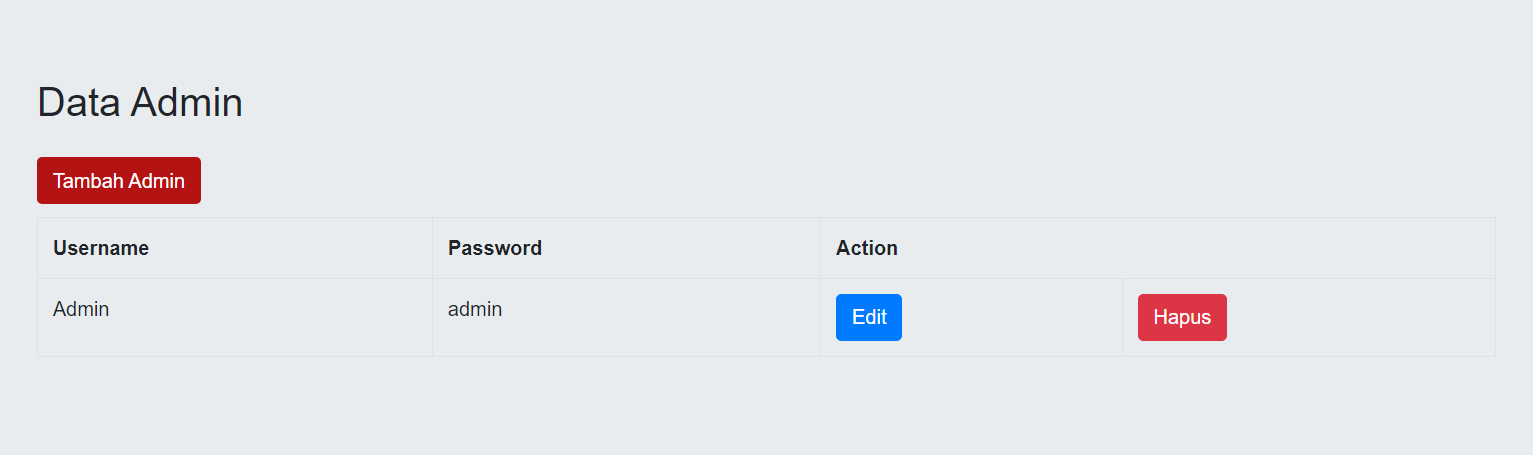 Data Admin
Tambah Admin
Username Password Action
Admin admin Edit Hapus